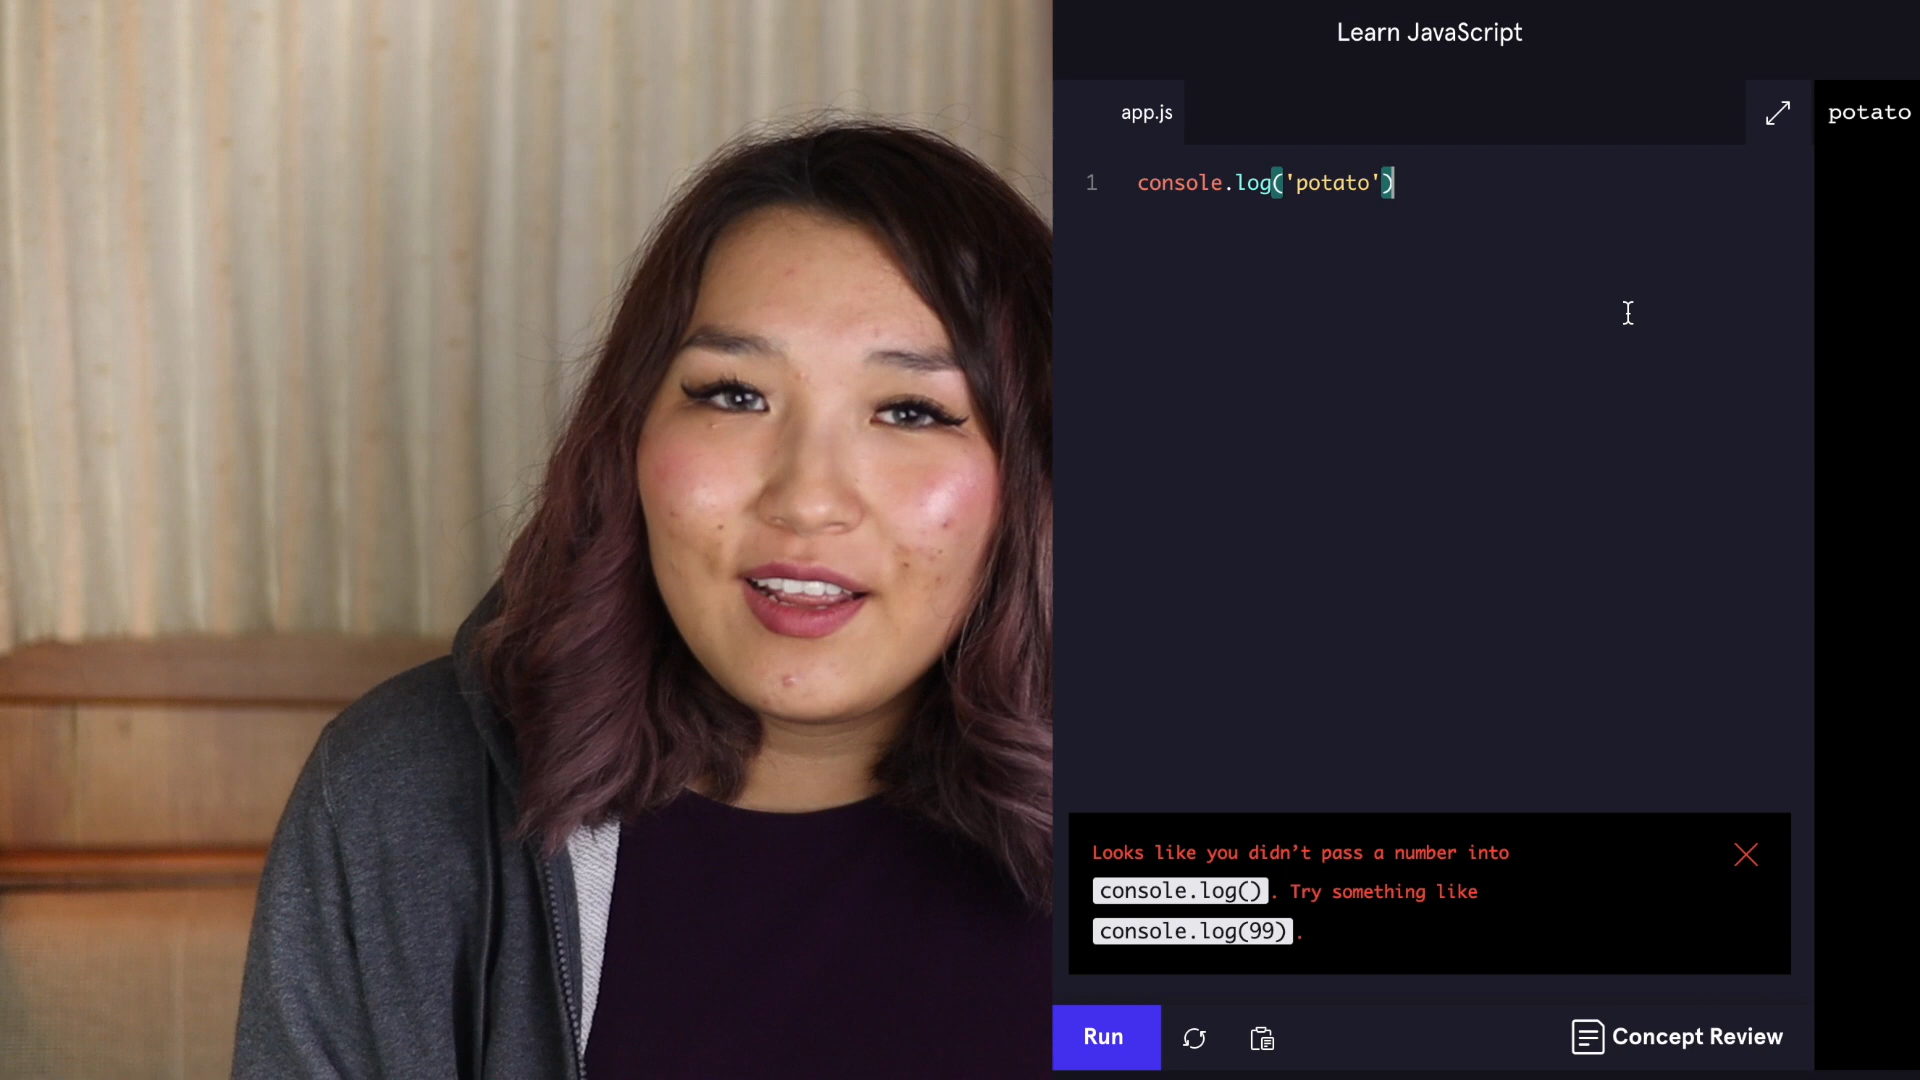 Learn JavaScript
app.js
potato
1 console.log('potato')
Looks like you didn’t pass a number into
console.log(). Try something like
console.log(99).
Run
Concept Review